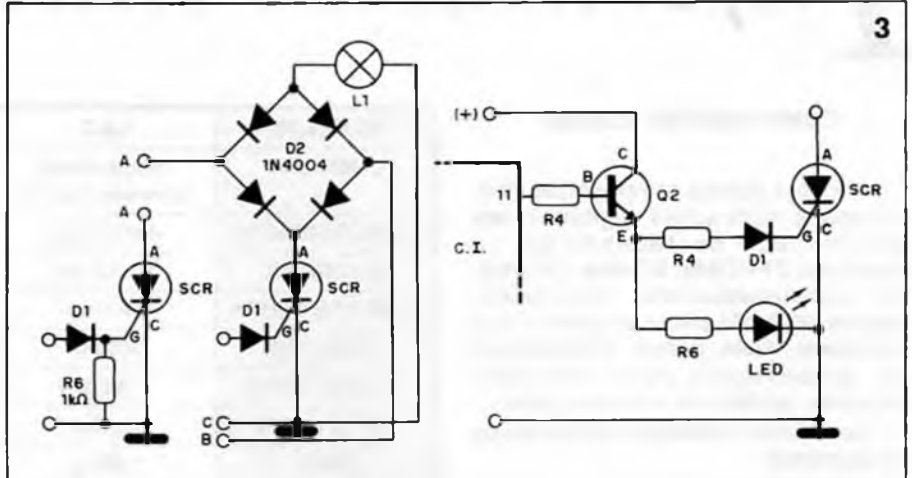 3
A
A
SCR
D1
G
C
R6
1kΩ
L1
D2
1N4004
A
A
SCR
D1
G
C
C
B
(+)
11
C.I.
R4
B
C
E
Q2
R4
D1
R6
LED
A
SCR
G
C